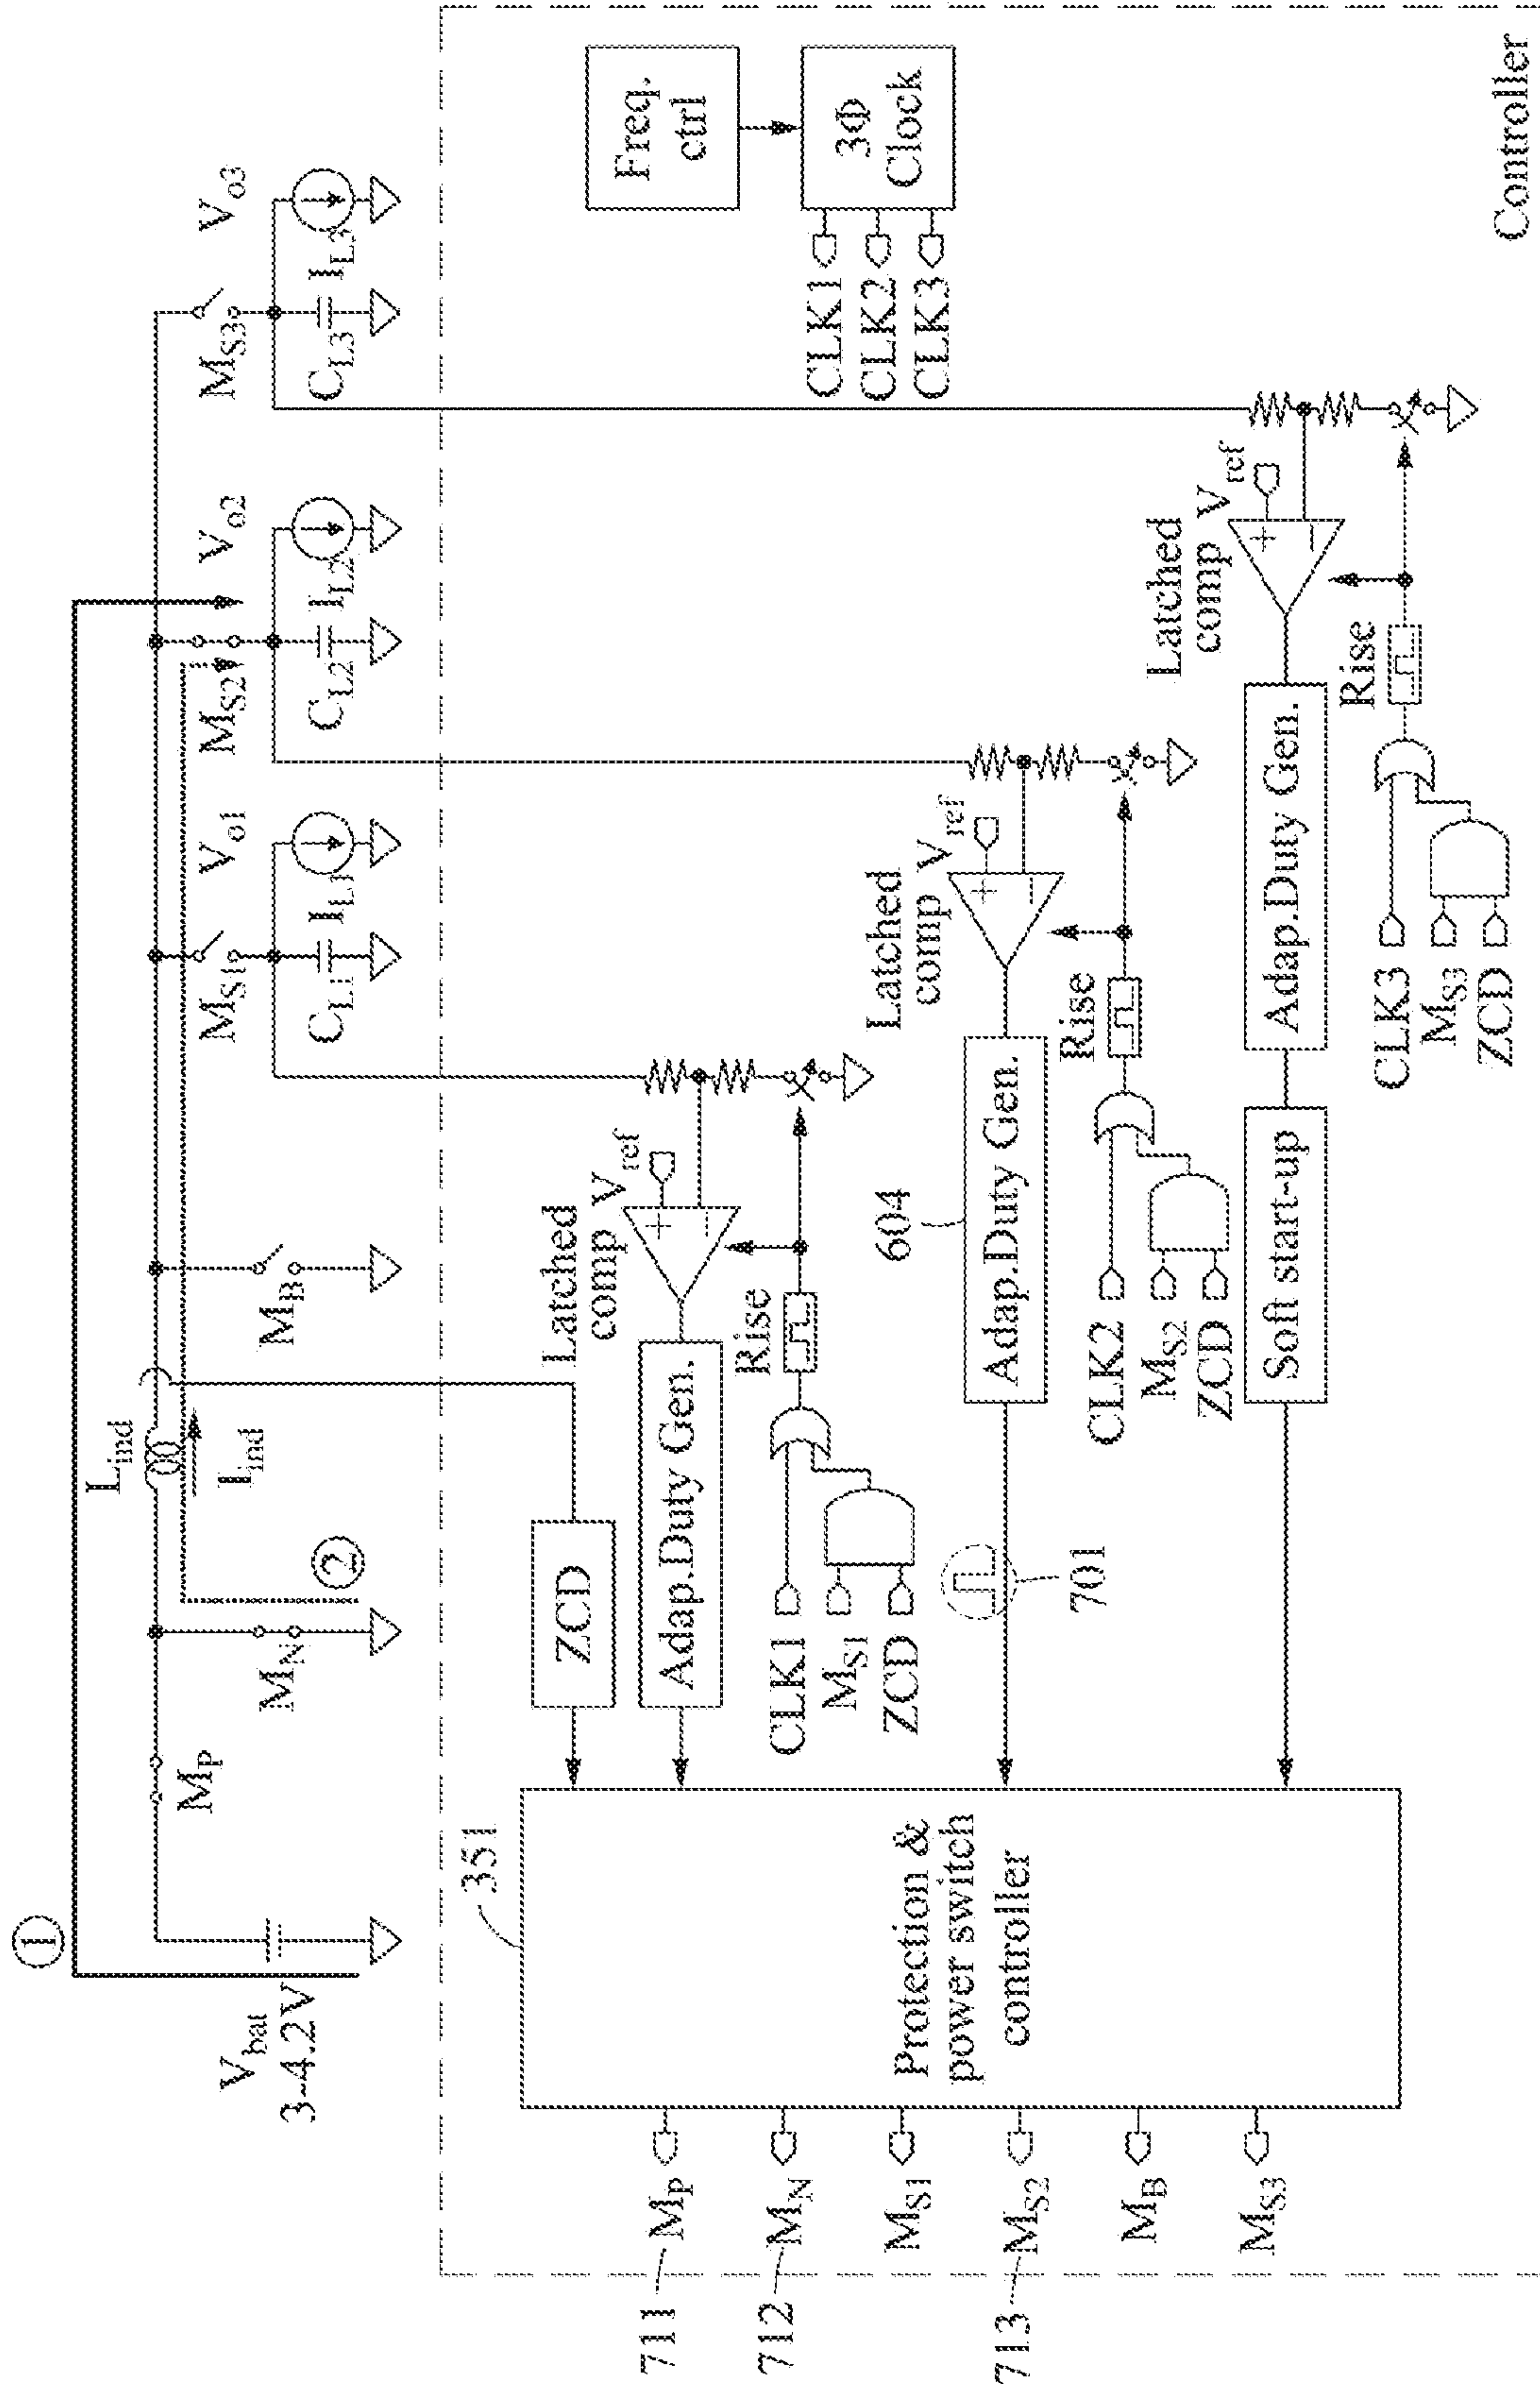 ①
V_bat
3-4.2V
M_P
M_N
②
L_ind
I_ind
M_B
M_S1
C_L1
I_L1
V_o1
M_S2
C_L2
I_L2
V_o2
M_S3
C_L3
I_L3
V_o3
351
Protection &
power switch
controller
711
M_P
712
M_N
M_S1
713
M_S2
M_B
M_S3
ZCD
Adap.Duty Gen.
Latched
comp
V_ref
+
−
Rise
CLK1
M_S1
ZCD
701
604
Adap.Duty Gen.
Latched
comp
V_ref
+
−
Rise
CLK2
M_S2
ZCD
Soft start-up
Adap.Duty Gen.
Latched
comp
V_ref
+
−
Rise
CLK3
M_S3
ZCD
Freq.
ctrl
3Φ
Clock
CLK1
CLK2
CLK3
Controller